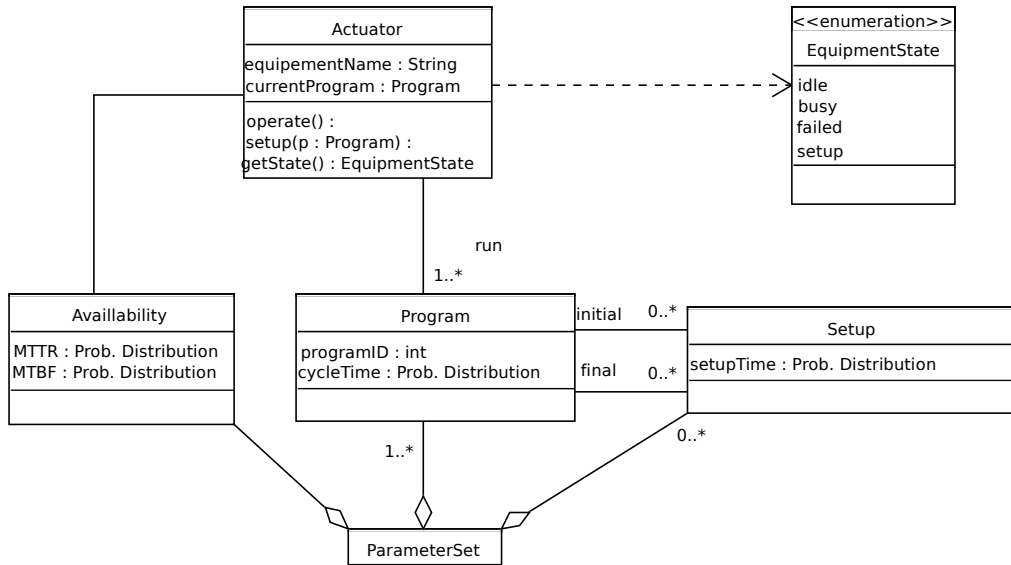 Actuator
equipementName : String
currentProgram : Program
operate() :
setup(p : Program) :
getState() : EquipmentState
<<enumeration>>
EquipmentState
idle
busy
failed
setup
run
1..*
Availlability
MTTR : Prob. Distribution
MTBF : Prob. Distribution
Program
programID : int
cycleTime : Prob. Distribution
initial
0..*
final
0..*
Setup
setupTime : Prob. Distribution
1..*
0..*
ParameterSet